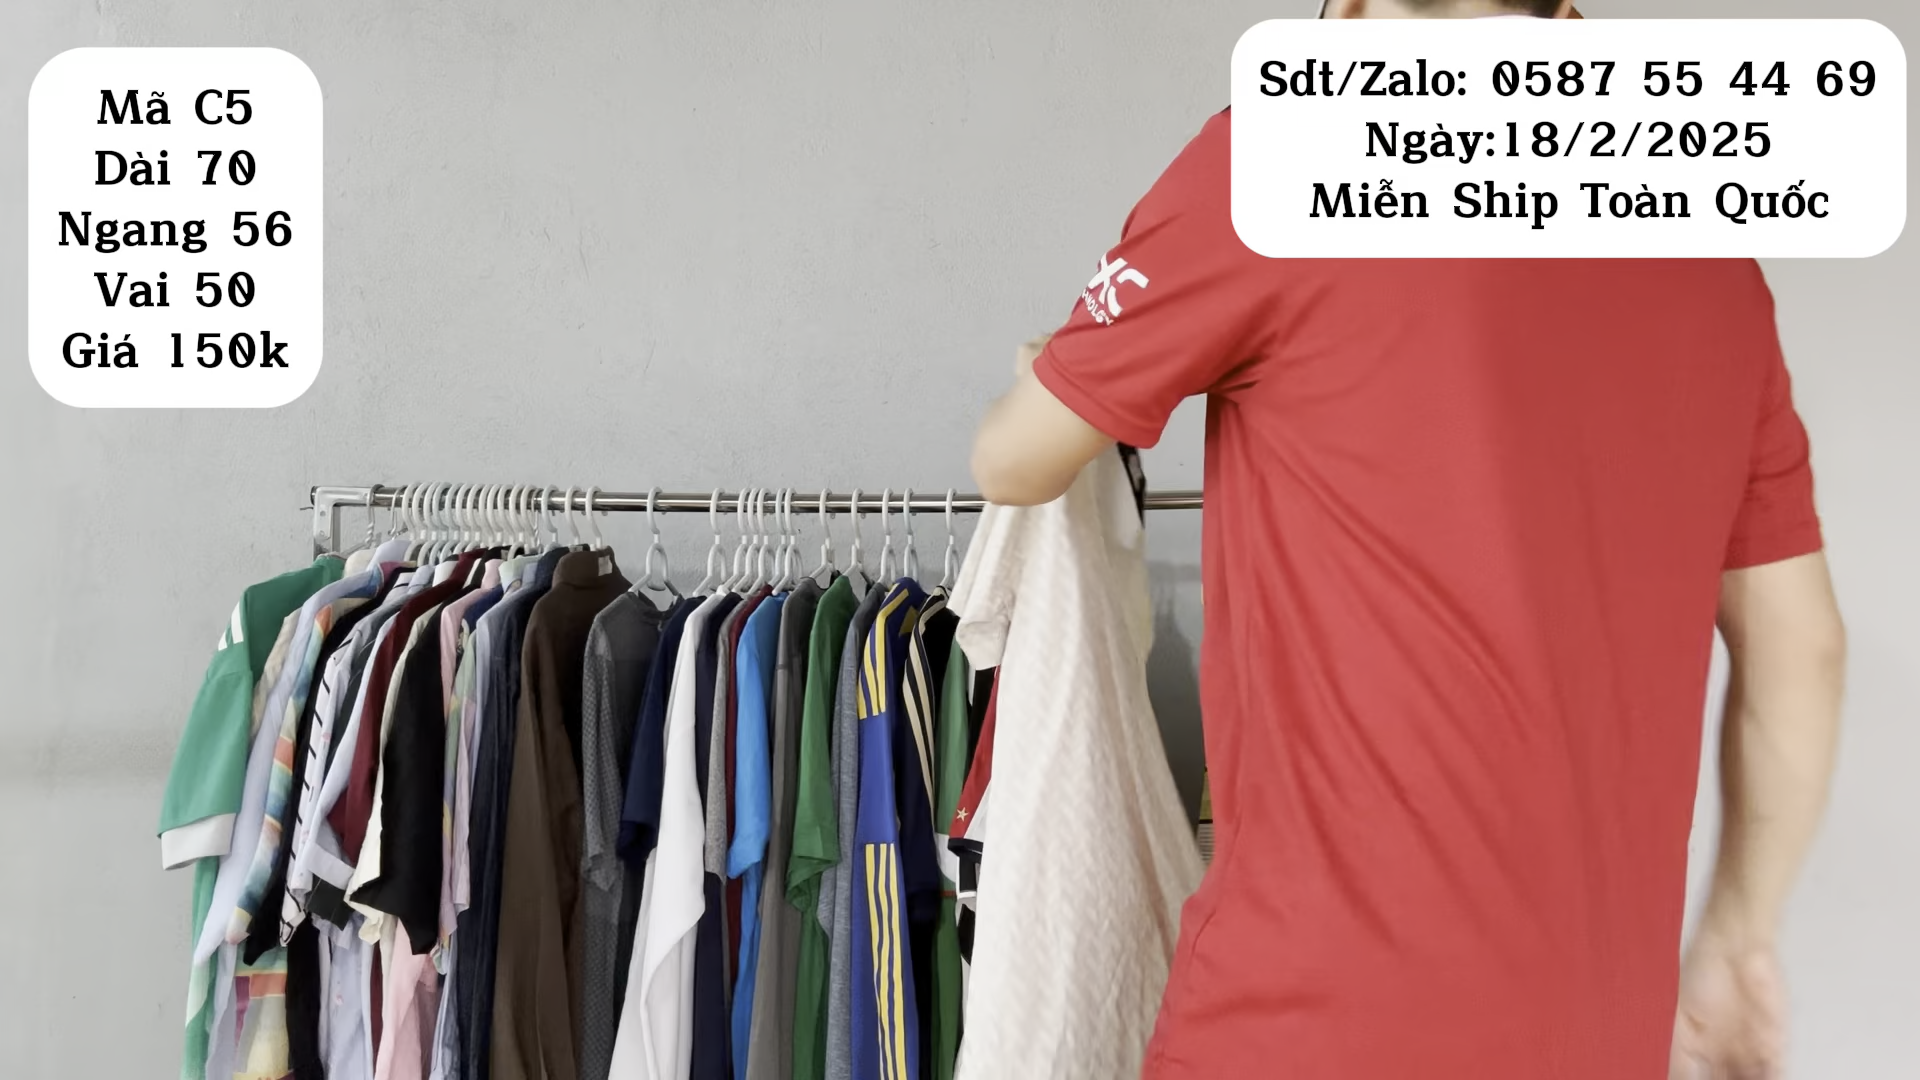 Mã C5
Dài 70
Ngang 56
Vai 50
Giá 150k
Sdt/Zalo: 0587 55 44 69
Ngày:18/2/2025
Miễn Ship Toàn Quốc